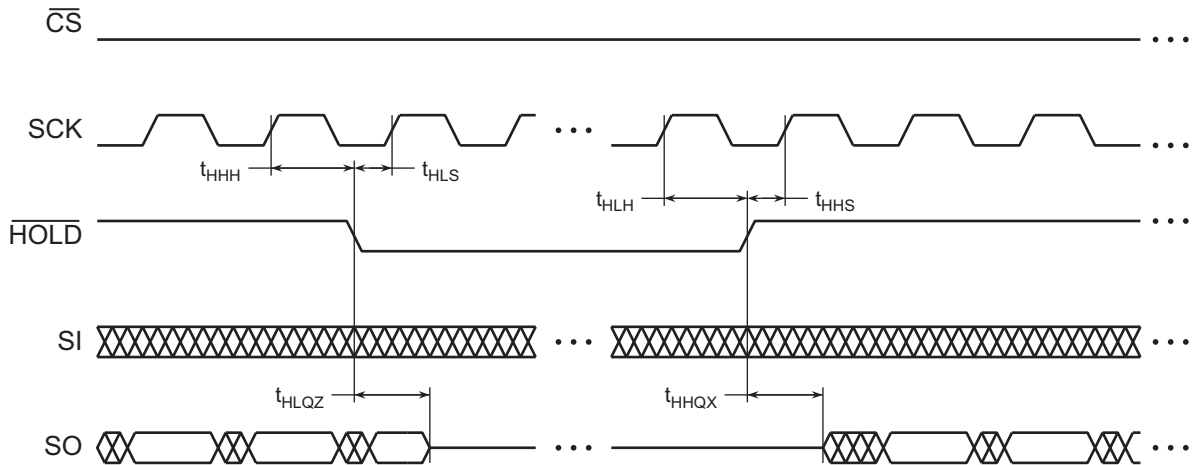 CS
SCK
tHHH tHLS
tHLH tHHS
HOLD
SI
tHLQZ tHHQX
SO